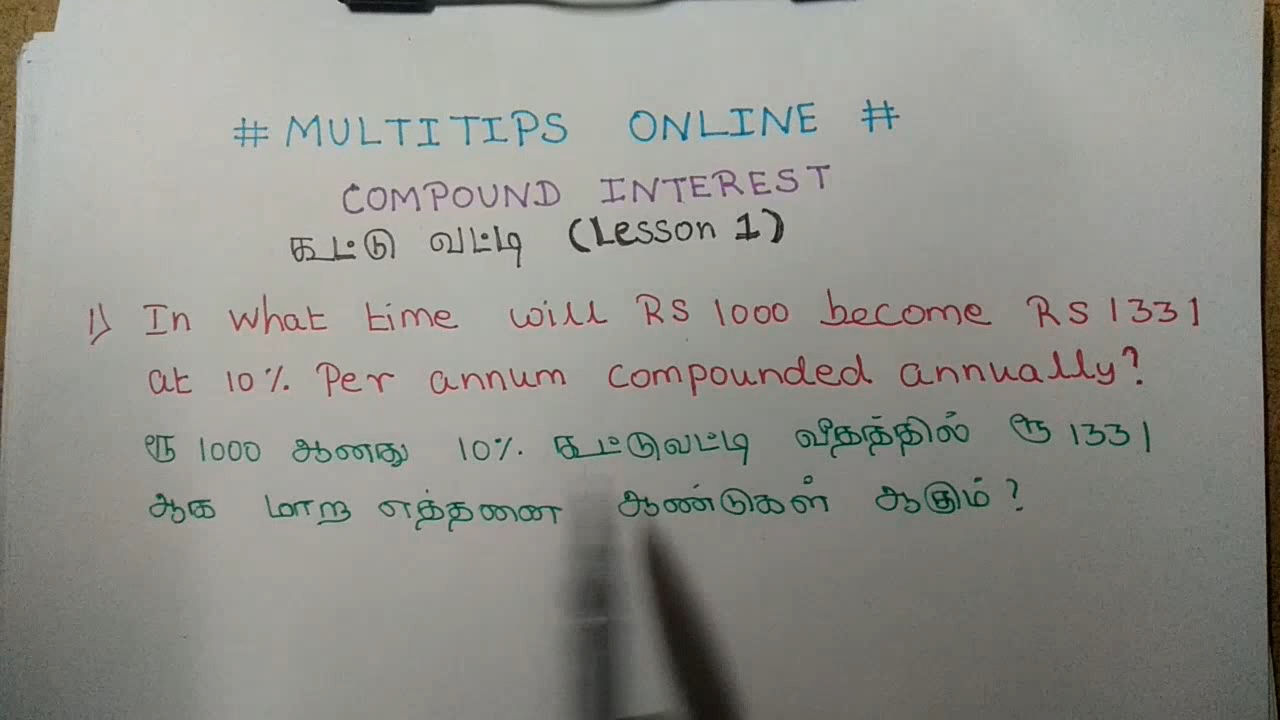 # MULTITIPS ONLINE #
COMPOUND INTEREST
கூட்டு வட்டி (Lesson 1)
1) In what time will RS 1000 become RS 1331
at 10% Per annum compounded annually?
ரூ 1000 ஆனது 10% கூட்டுவட்டி வீதத்தில் ரூ 1331
ஆக மாற எத்தனை ஆண்டுகள் ஆகும்?